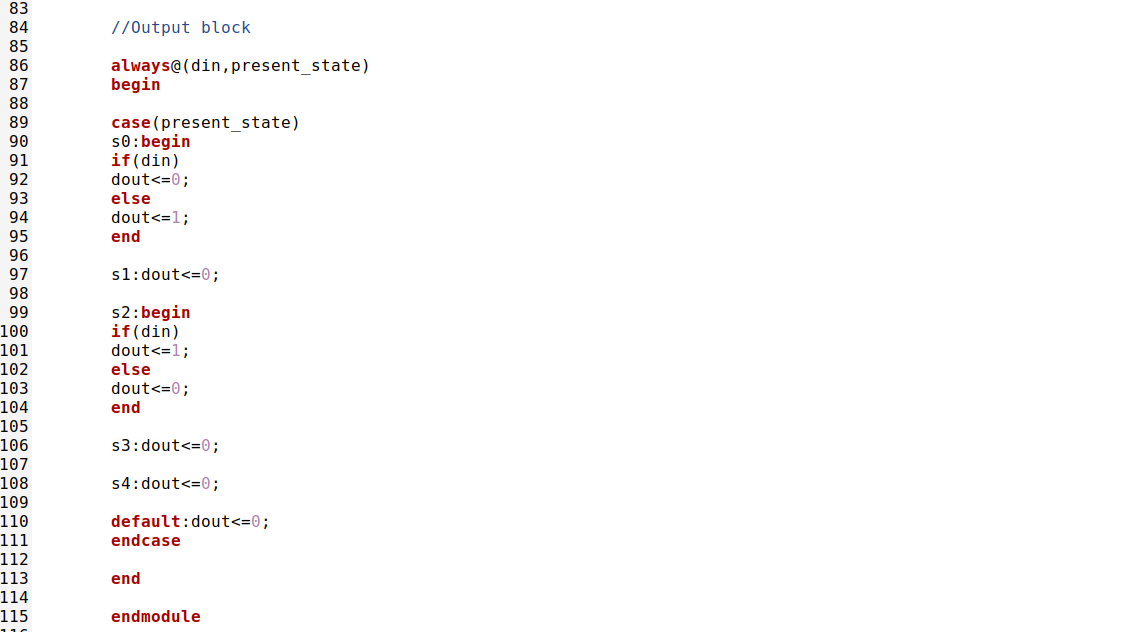 83
84 //Output block
85
86 always@(din,present_state)
87 begin
88
89 case(present_state)
90 s0:begin
91 if(din)
92 dout<=0;
93 else
94 dout<=1;
95 end
96
97 s1:dout<=0;
98
99 s2:begin
100 if(din)
101 dout<=1;
102 else
103 dout<=0;
104 end
105
106 s3:dout<=0;
107
108 s4:dout<=0;
109
110 default:dout<=0;
111 endcase
112
113 end
114
115 endmodule